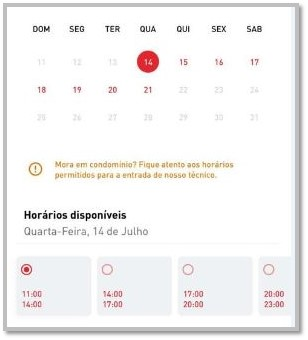 DOM SEG TER QUA QUI SEX SAB
11 12 13 14 15 16 17
18 19 20 21 22 23 24
25 26 27 28 29 30 31
Mora em condomínio? Fique atento aos horários
permitidos para a entrada de nosso técnico.
Horários disponíveis
Quarta-Feira, 14 de Julho
11:00 14:00 17:00 20:00
14:00 17:00 20:00 23:00